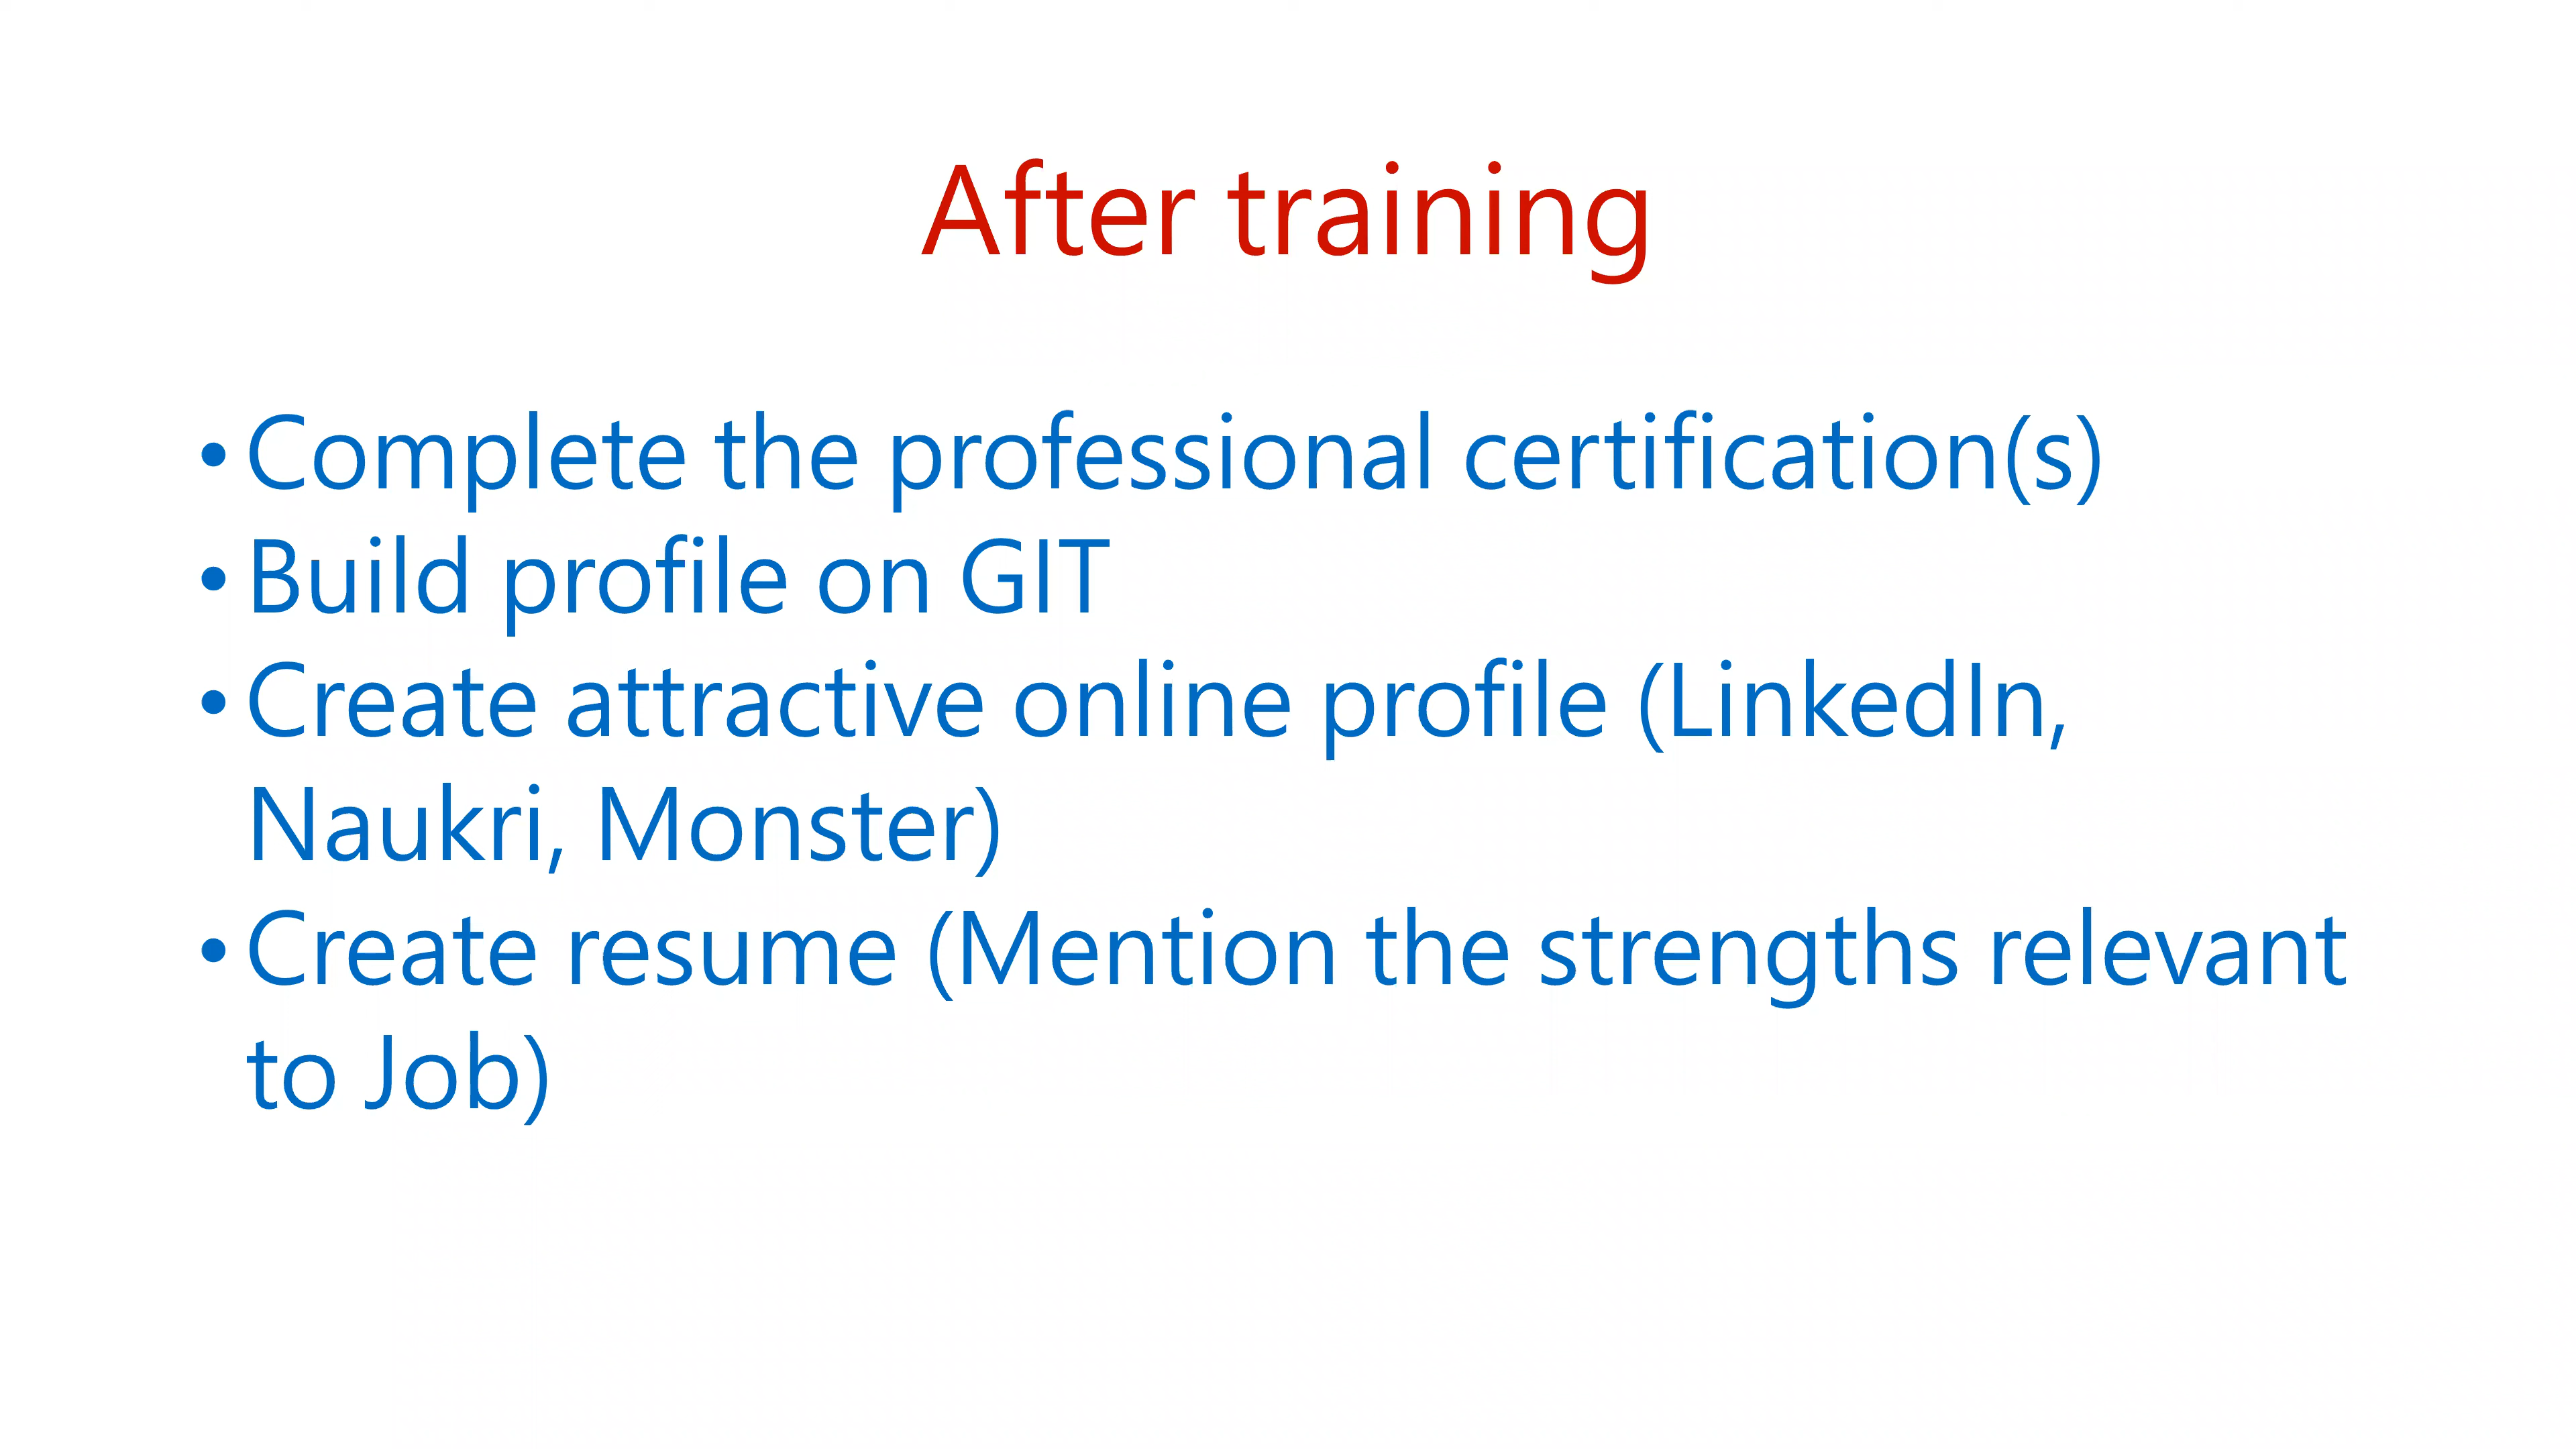 After training
• Complete the professional certification(s)
• Build profile on GIT
• Create attractive online profile (LinkedIn,
Naukri, Monster)
• Create resume (Mention the strengths relevant
to Job)